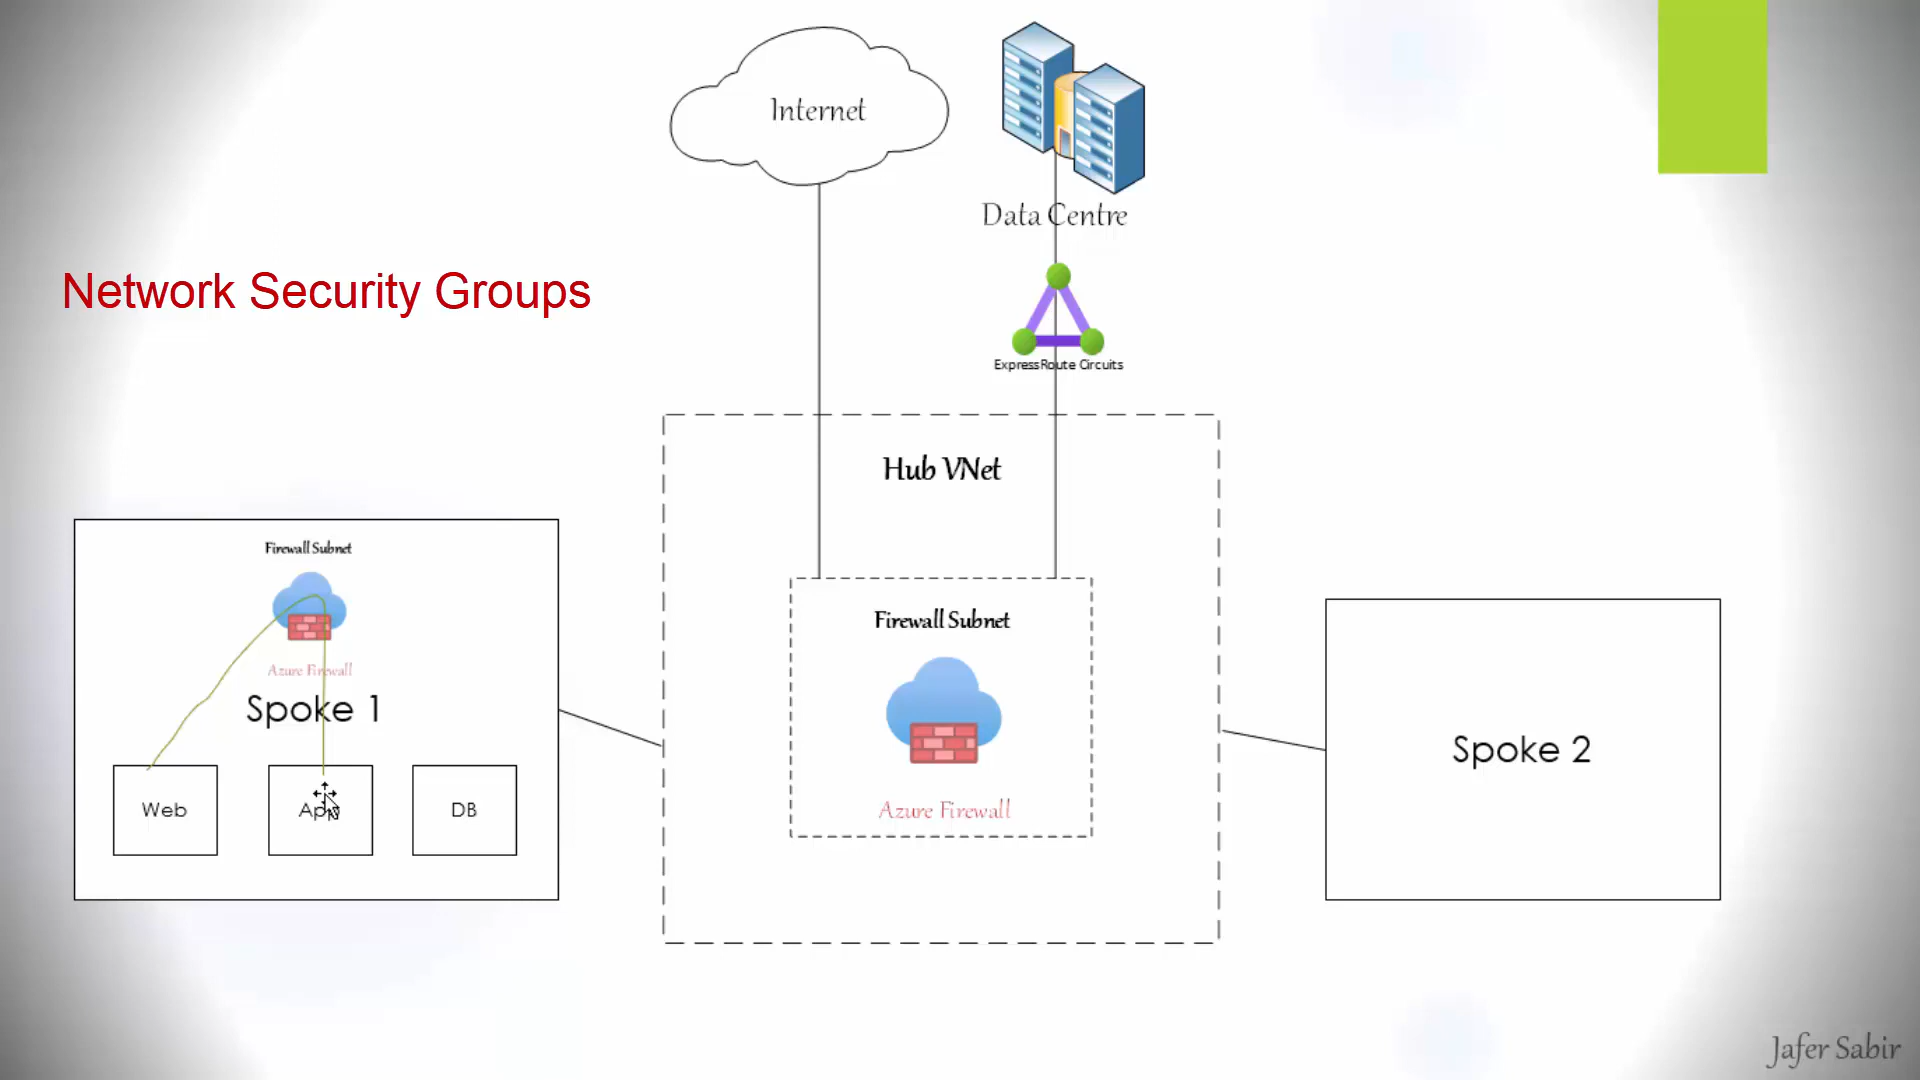 Internet
Data Centre
Network Security Groups
ExpressRoute Circuits
Hub VNet
Firewall Subnet
Azure Firewall
Spoke 1
Web
App
DB
Firewall Subnet
Azure Firewall
Spoke 2
Jafer Sabir